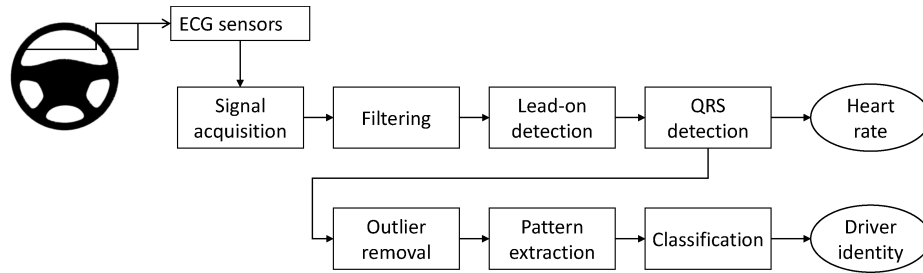 ECG sensors
Signal
acquisition
Filtering
Lead-on
detection
QRS
detection
Heart
rate
Outlier
removal
Pattern
extraction
Classification
Driver
identity